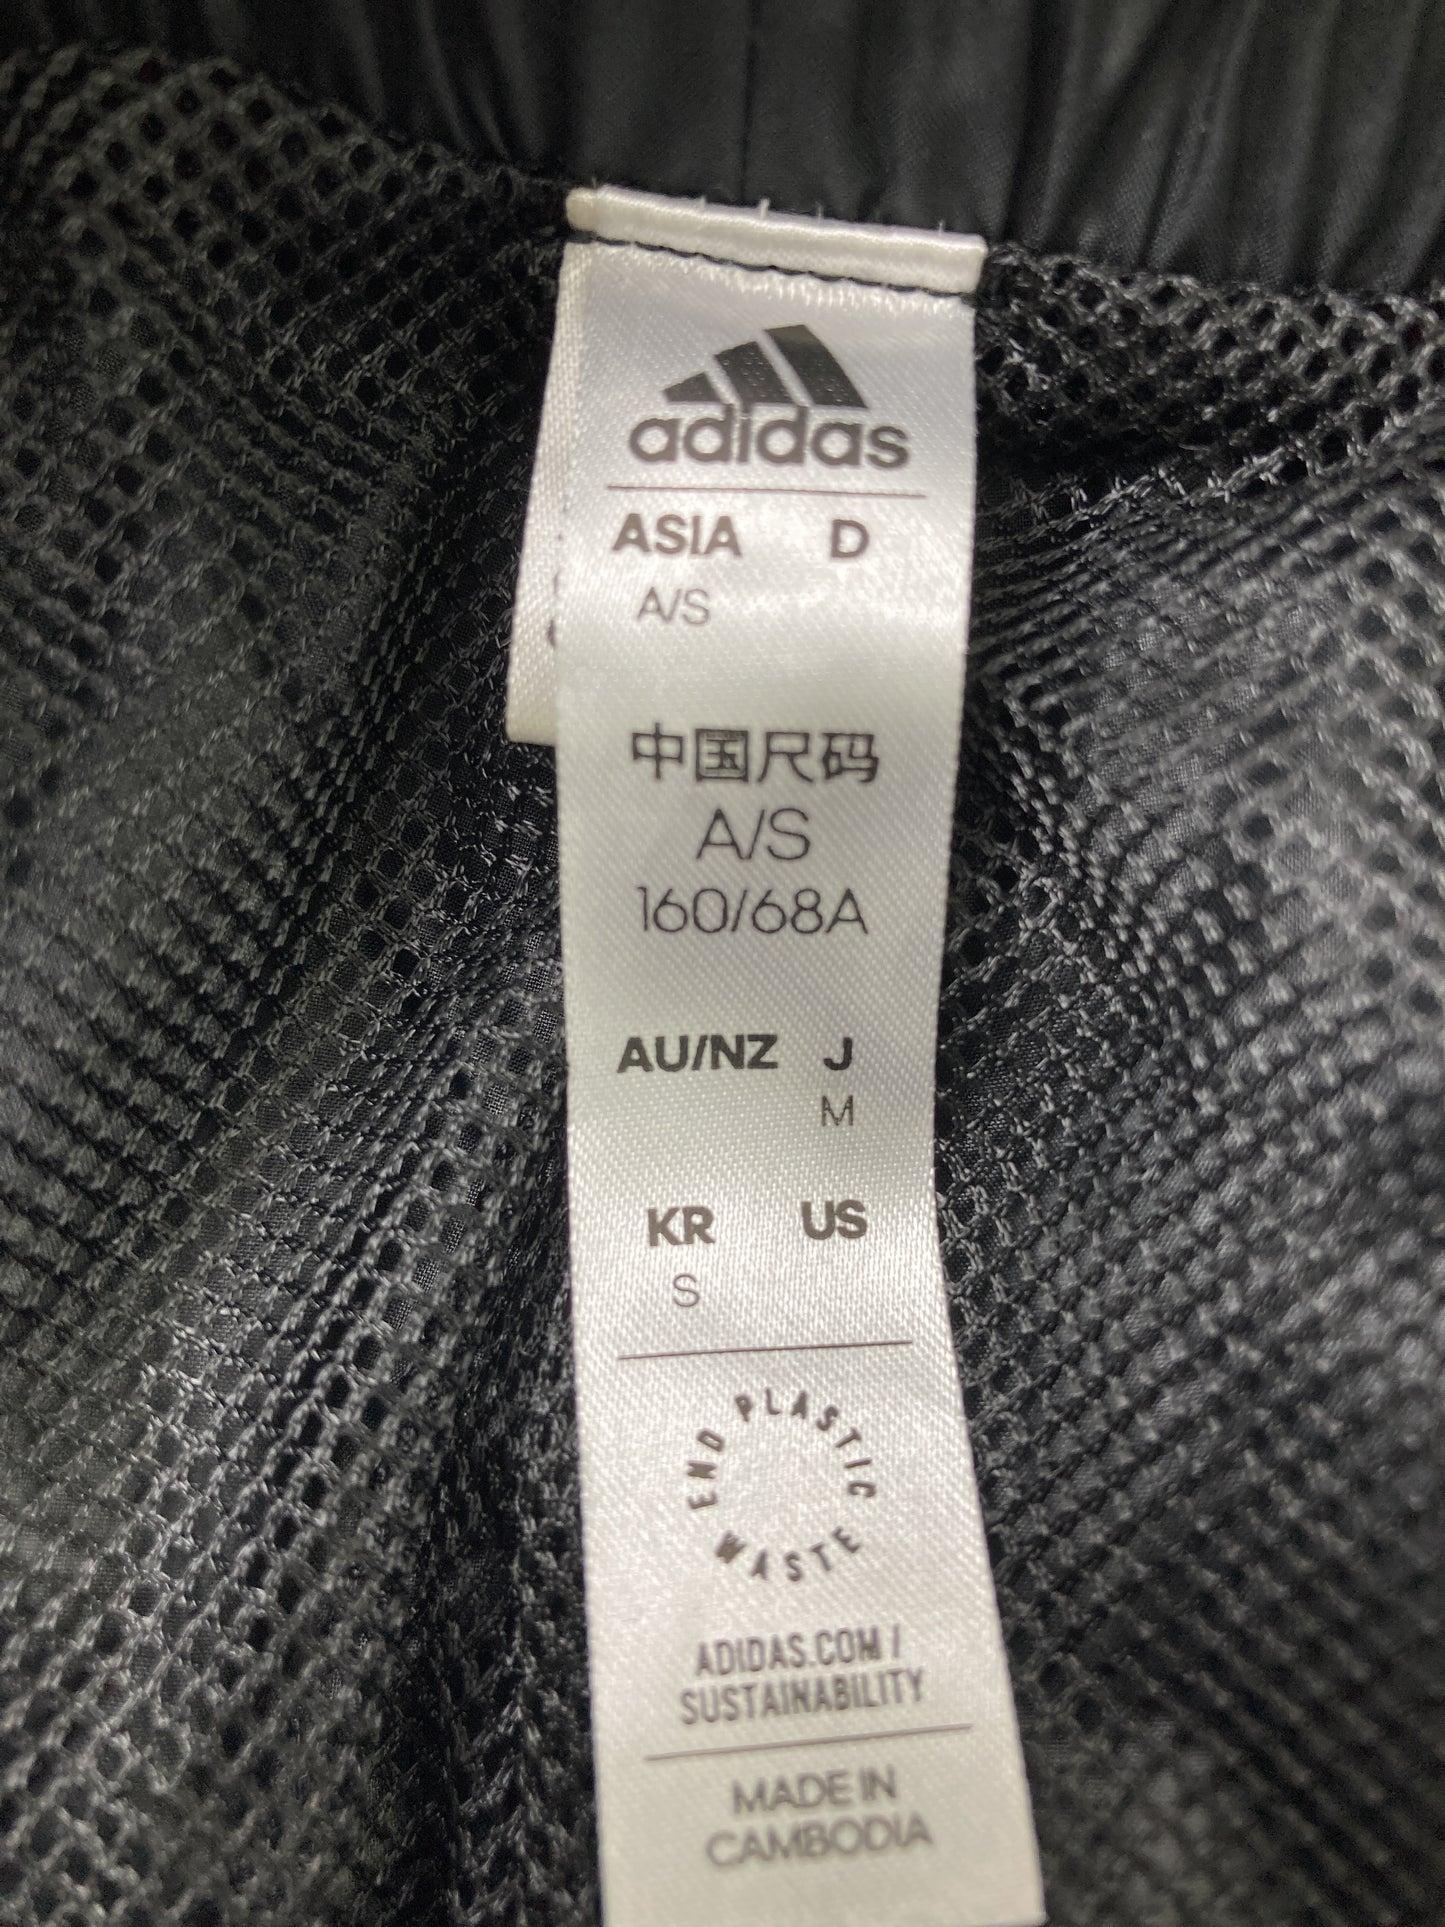 adidas
ASIA D
A/S
中国尺码
A/S
160/68A
AU/NZ J
M
KR US
S
END PLASTIC WASTE
ADIDAS.COM/
SUSTAINABILITY
MADE IN
CAMBODIA